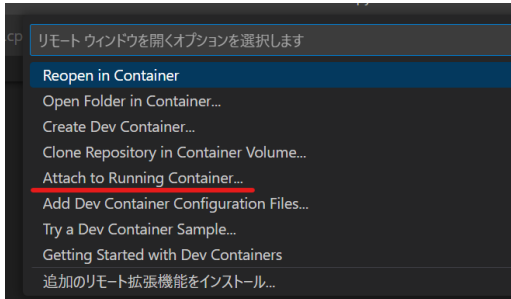 .cp
リモート ウィンドウを開くオプションを選択します
Reopen in Container
Open Folder in Container...
Create Dev Container...
Clone Repository in Container Volume...
Attach to Running Container...
Add Dev Container Configuration Files...
Try a Dev Container Sample...
Getting Started with Dev Containers
追加のリモート拡張機能をインストール...